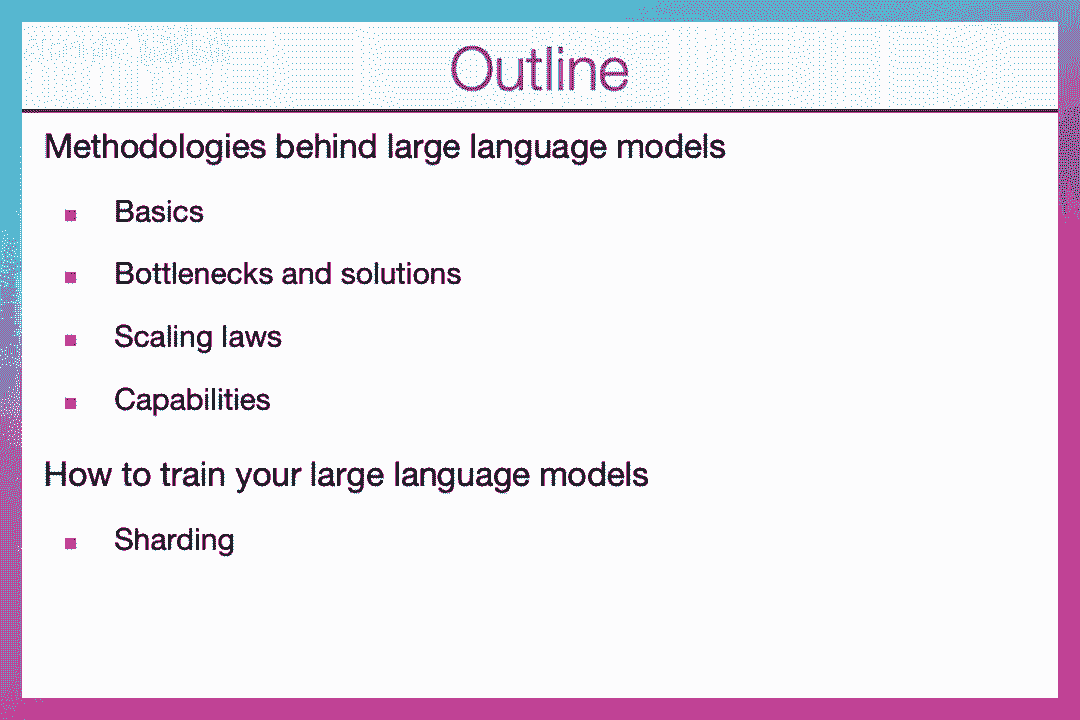 Outline
Methodologies behind large language models
Basics
Bottlenecks and solutions
Scaling laws
Capabilities
How to train your large language models
Sharding